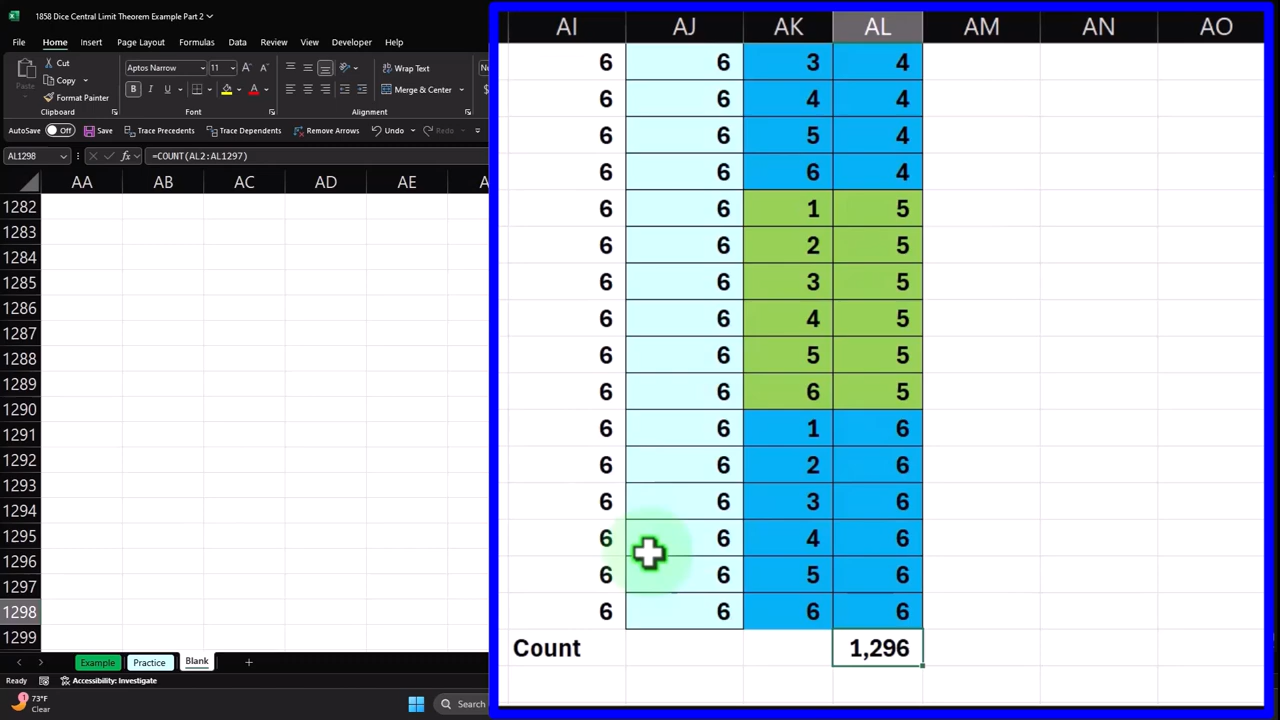 1858 Dice Central Limit Theorem Example Part 2
File Home Insert Page Layout Formulas Data Review View Developer Help
Cut
Copy
Format Painter
Paste
Aptos Narrow 11
B I U
Wrap Text
Merge & Center
Clipboard Font Alignment
AutoSave Off Save Trace Precedents Trace Dependents Remove Arrows Undo Redo
AL1298 fx =COUNT(AL2:AL1297)
AA AB AC AD AE
1282
1283
1284
1285
1286
1287
1288
1289
1290
1291
1292
1293
1294
1295
1296
1297
1298
1299
AI AJ AK AL AM AN AO
6 6 3 4
6 6 4 4
6 6 5 4
6 6 6 4
6 6 1 5
6 6 2 5
6 6 3 5
6 6 4 5
6 6 5 5
6 6 6 5
6 6 1 6
6 6 2 6
6 6 3 6
6 6 4 6
6 6 5 6
6 6 6 6
Count 1,296
Example Practice Blank
Ready Accessibility: Investigate
73°F
Clear
1
Search